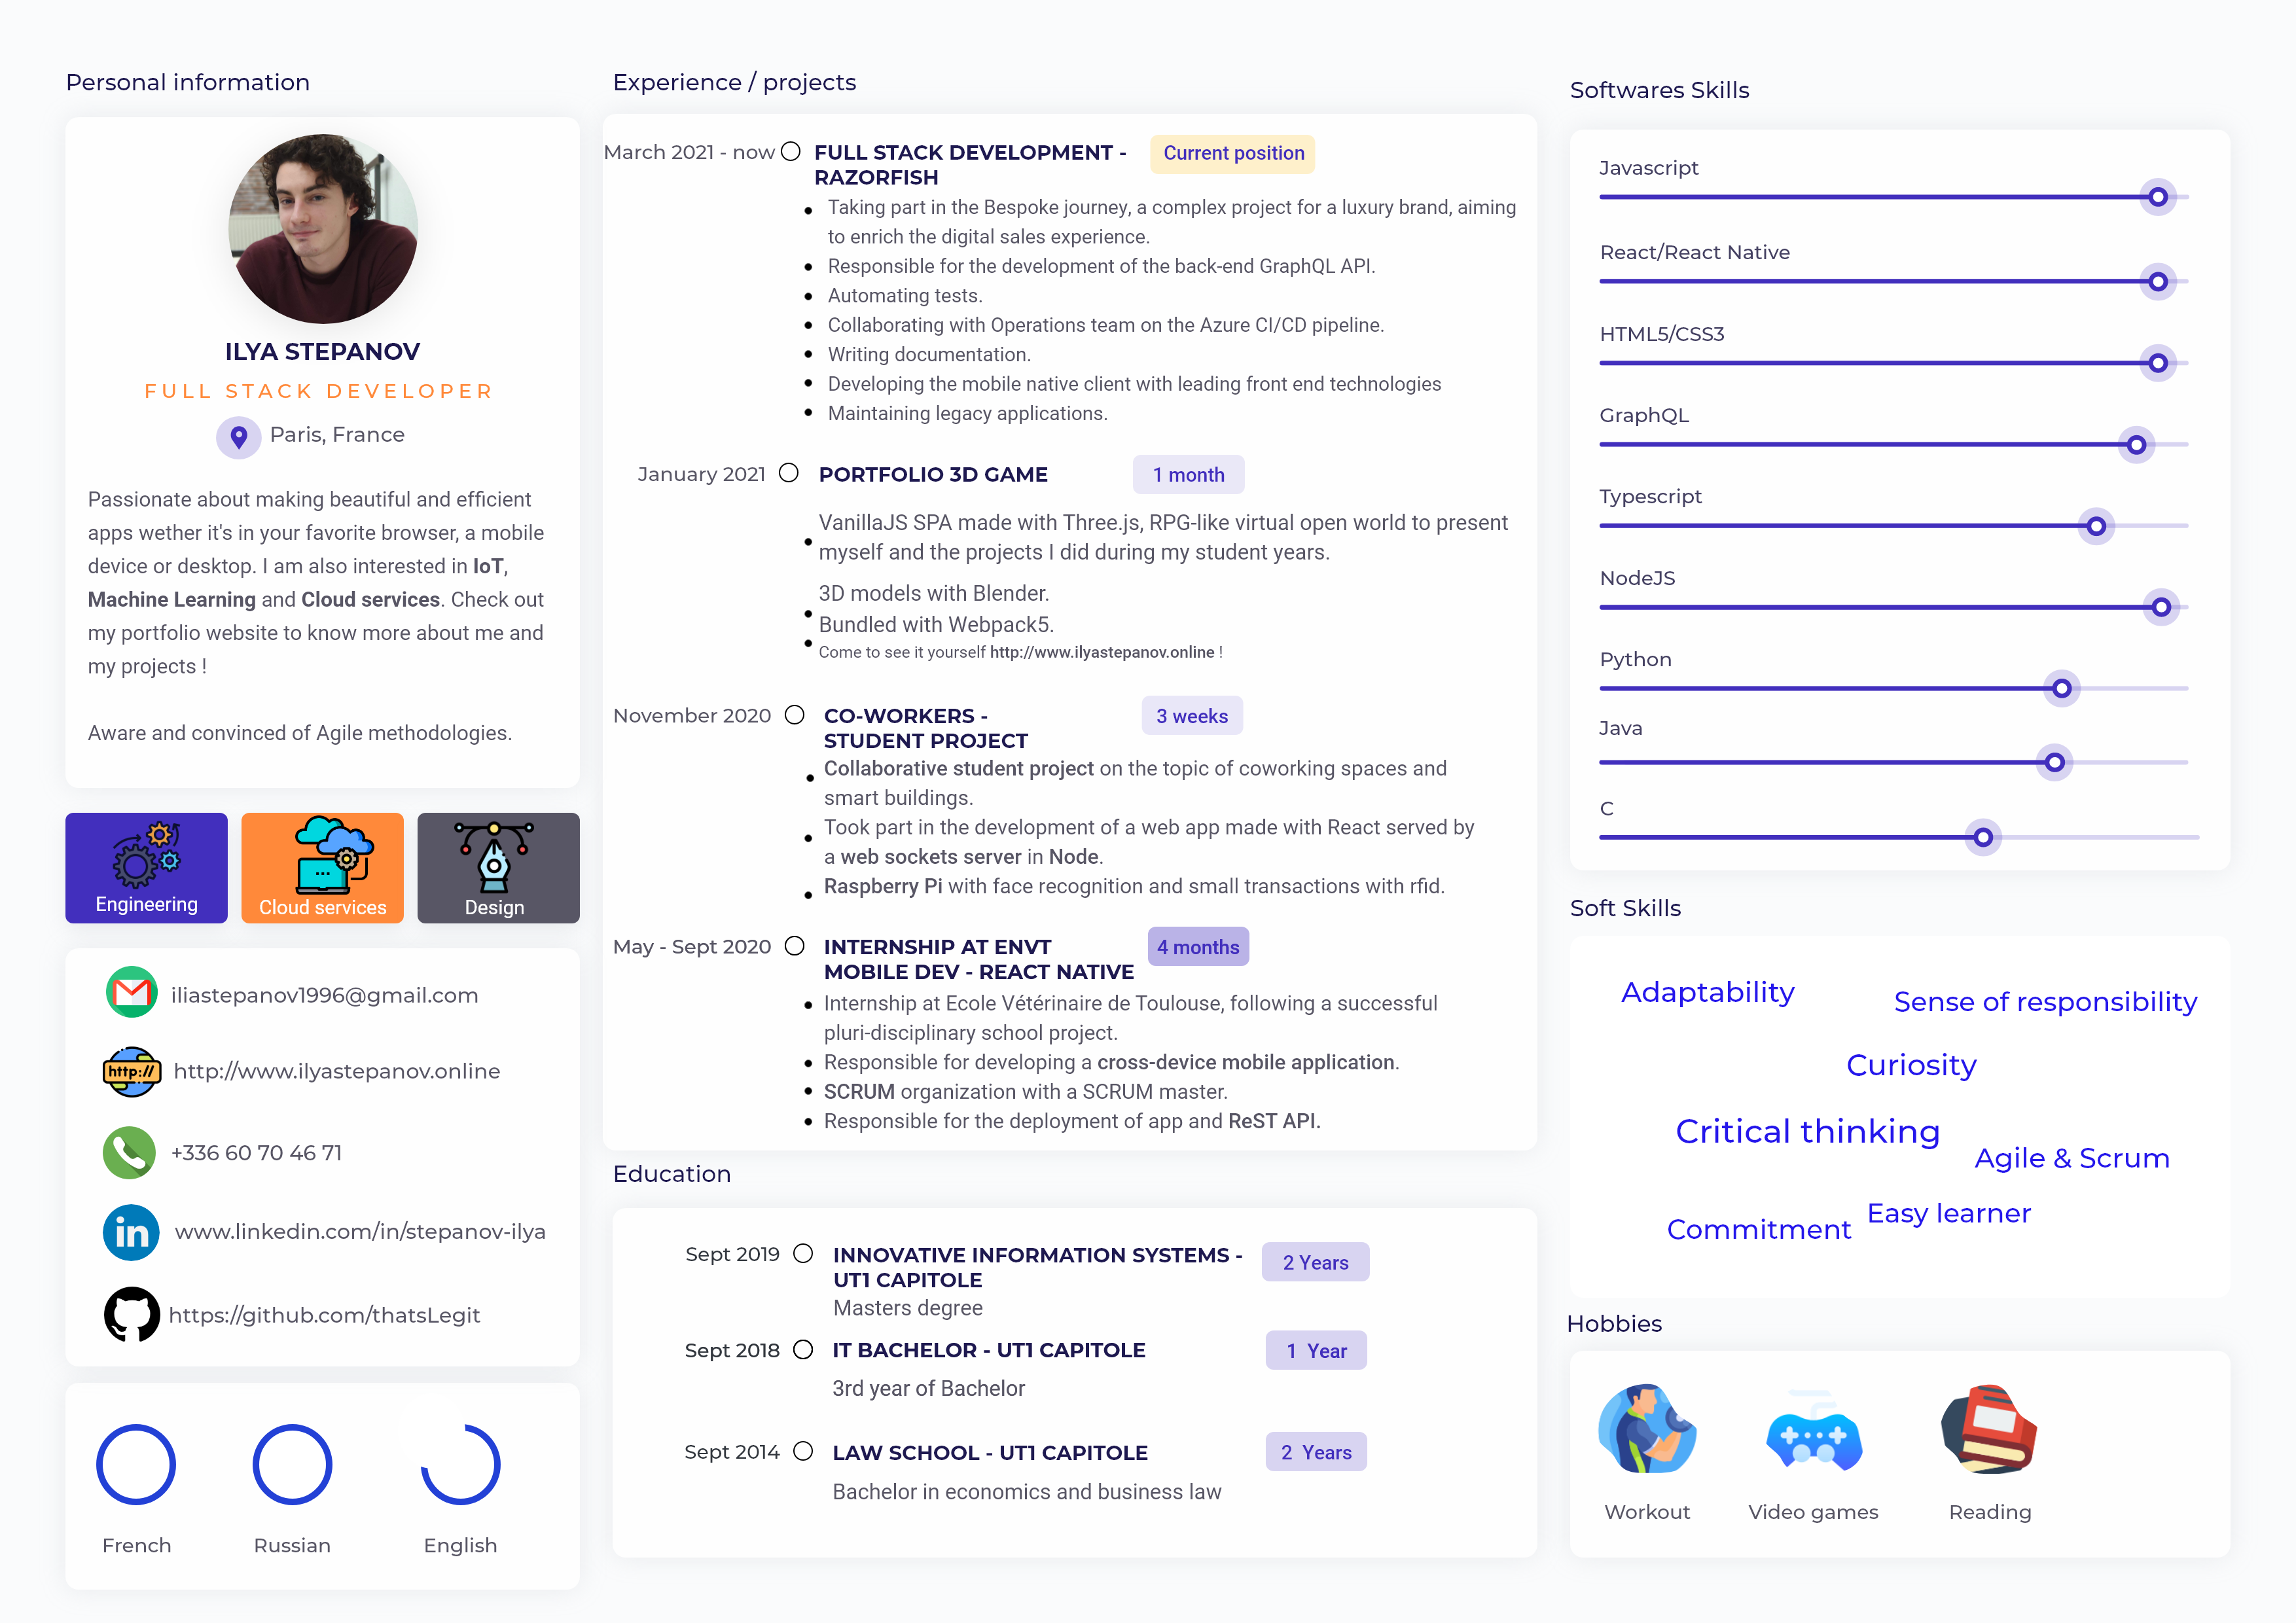 Personal information
ILYA STEPANOV
FULL STACK DEVELOPER
Paris, France
Passionate about making beautiful and efficient
apps wether it's in your favorite browser, a mobile
device or desktop. I am also interested in IoT,
Machine Learning and Cloud services. Check out
my portfolio website to know more about me and
my projects !
Aware and convinced of Agile methodologies.
Engineering
Cloud services
Design
iliastepanov1996@gmail.com
http://
http://www.ilyastepanov.online
+336 60 70 46 71
in
www.linkedin.com/in/stepanov-ilya
https://github.com/thatsLegit
French
Russian
English
Experience / projects
March 2021 - now
FULL STACK DEVELOPMENT -
RAZORFISH
Current position
Taking part in the Bespoke journey, a complex project for a luxury brand, aiming
to enrich the digital sales experience.
Responsible for the development of the back-end GraphQL API.
Automating tests.
Collaborating with Operations team on the Azure CI/CD pipeline.
Writing documentation.
Developing the mobile native client with leading front end technologies
Maintaining legacy applications.
January 2021
PORTFOLIO 3D GAME
1 month
VanillaJS SPA made with Three.js, RPG-like virtual open world to present
myself and the projects I did during my student years.
3D models with Blender.
Bundled with Webpack5.
Come to see it yourself http://www.ilyastepanov.online !
November 2020
CO-WORKERS -
STUDENT PROJECT
3 weeks
Collaborative student project on the topic of coworking spaces and
smart buildings.
Took part in the development of a web app made with React served by
a web sockets server in Node.
Raspberry Pi with face recognition and small transactions with rfid.
May - Sept 2020
INTERNSHIP AT ENVT
MOBILE DEV - REACT NATIVE
4 months
Internship at Ecole Vétérinaire de Toulouse, following a successful
pluri-disciplinary school project.
Responsible for developing a cross-device mobile application.
SCRUM organization with a SCRUM master.
Responsible for the deployment of app and ReST API.
Education
Sept 2019
INNOVATIVE INFORMATION SYSTEMS -
UT1 CAPITOLE
2 Years
Masters degree
Sept 2018
IT BACHELOR - UT1 CAPITOLE
1 Year
3rd year of Bachelor
Sept 2014
LAW SCHOOL - UT1 CAPITOLE
2 Years
Bachelor in economics and business law
Softwares Skills
Javascript
React/React Native
HTML5/CSS3
GraphQL
Typescript
NodeJS
Python
Java
C
Soft Skills
Adaptability
Sense of responsibility
Curiosity
Critical thinking
Agile & Scrum
Easy learner
Commitment
Hobbies
Workout
Video games
Reading